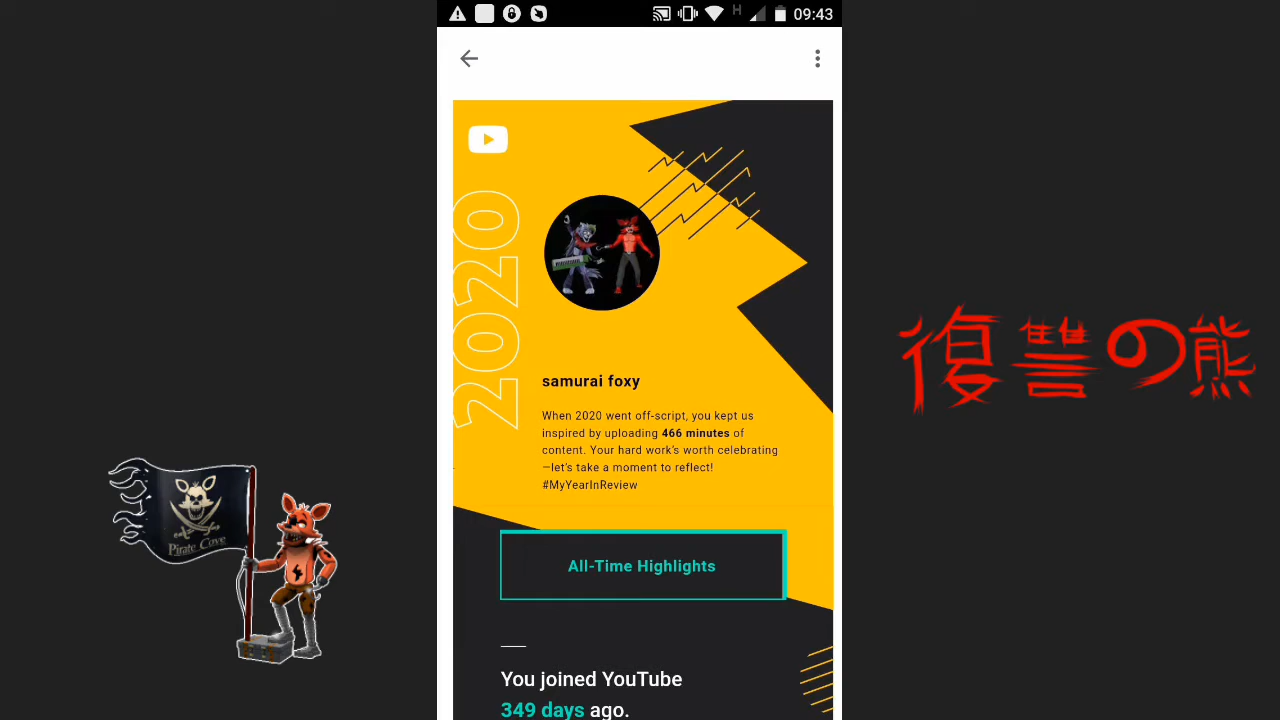 H 09:43
2020
samurai foxy
When 2020 went off-script, you kept us
inspired by uploading 466 minutes of
content. Your hard work's worth celebrating
—let's take a moment to reflect!
#MyYearInReview
All-Time Highlights
You joined YouTube
349 days ago.
Pirate Cove
復讐の熊